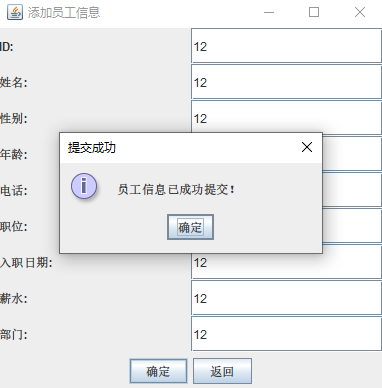 添加员工信息
ID: 12
姓名: 12
性别: 12
提交成功
年龄:
员工信息已成功提交！
电话:
确定
职位:
入职日期: 12
薪水: 12
部门: 12
确定 返回